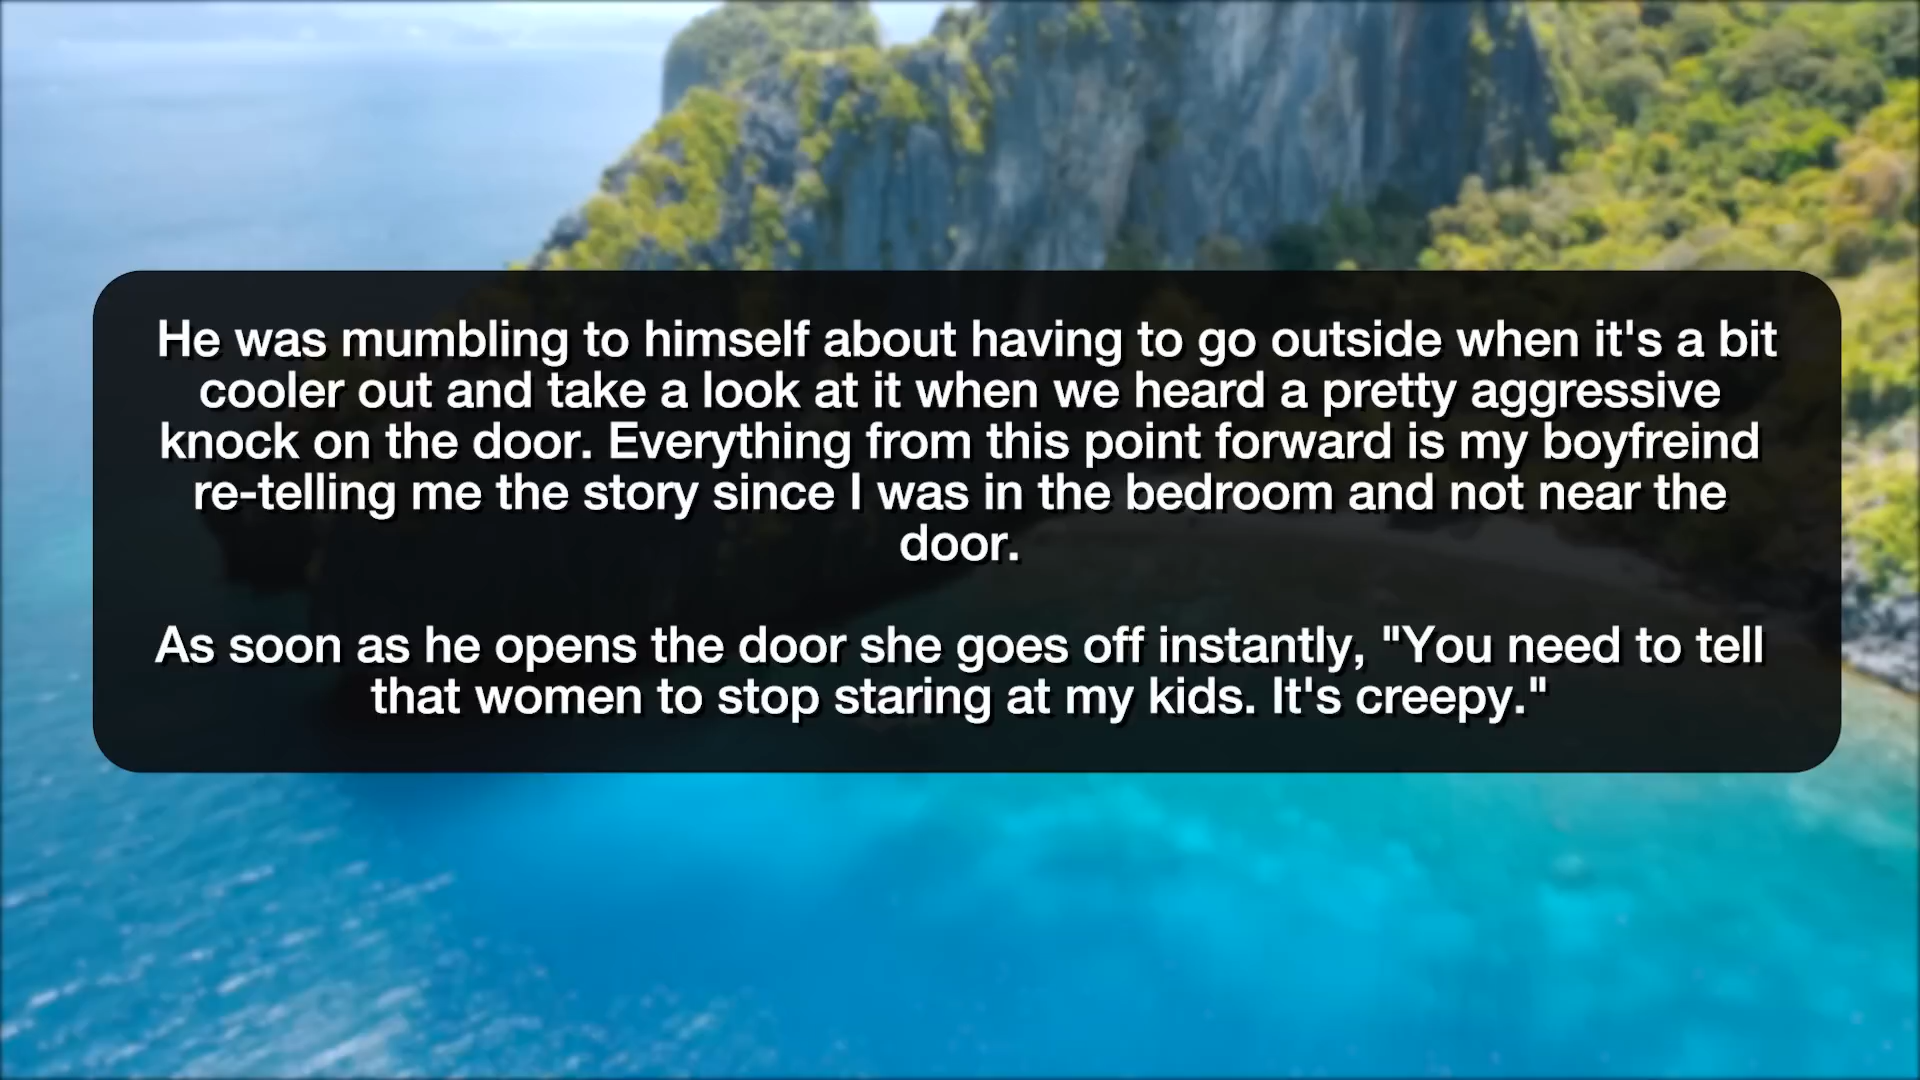 He was mumbling to himself about having to go outside when it's a bit
cooler out and take a look at it when we heard a pretty aggressive
knock on the door. Everything from this point forward is my boyfreind
re-telling me the story since I was in the bedroom and not near the
door.
As soon as he opens the door she goes off instantly, "You need to tell
that women to stop staring at my kids. It's creepy."